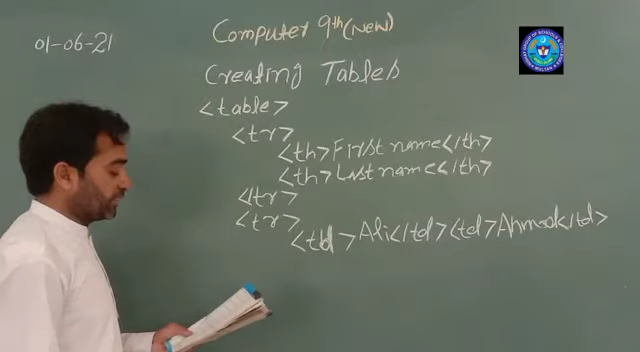 01-06-21
Computer 9th (New)
Creating Tables
<table>
<tr>
<th>First name</th>
<th>Last name</th>
</tr>
<tr>
<td>Ali</td><td>Ahmad</td>